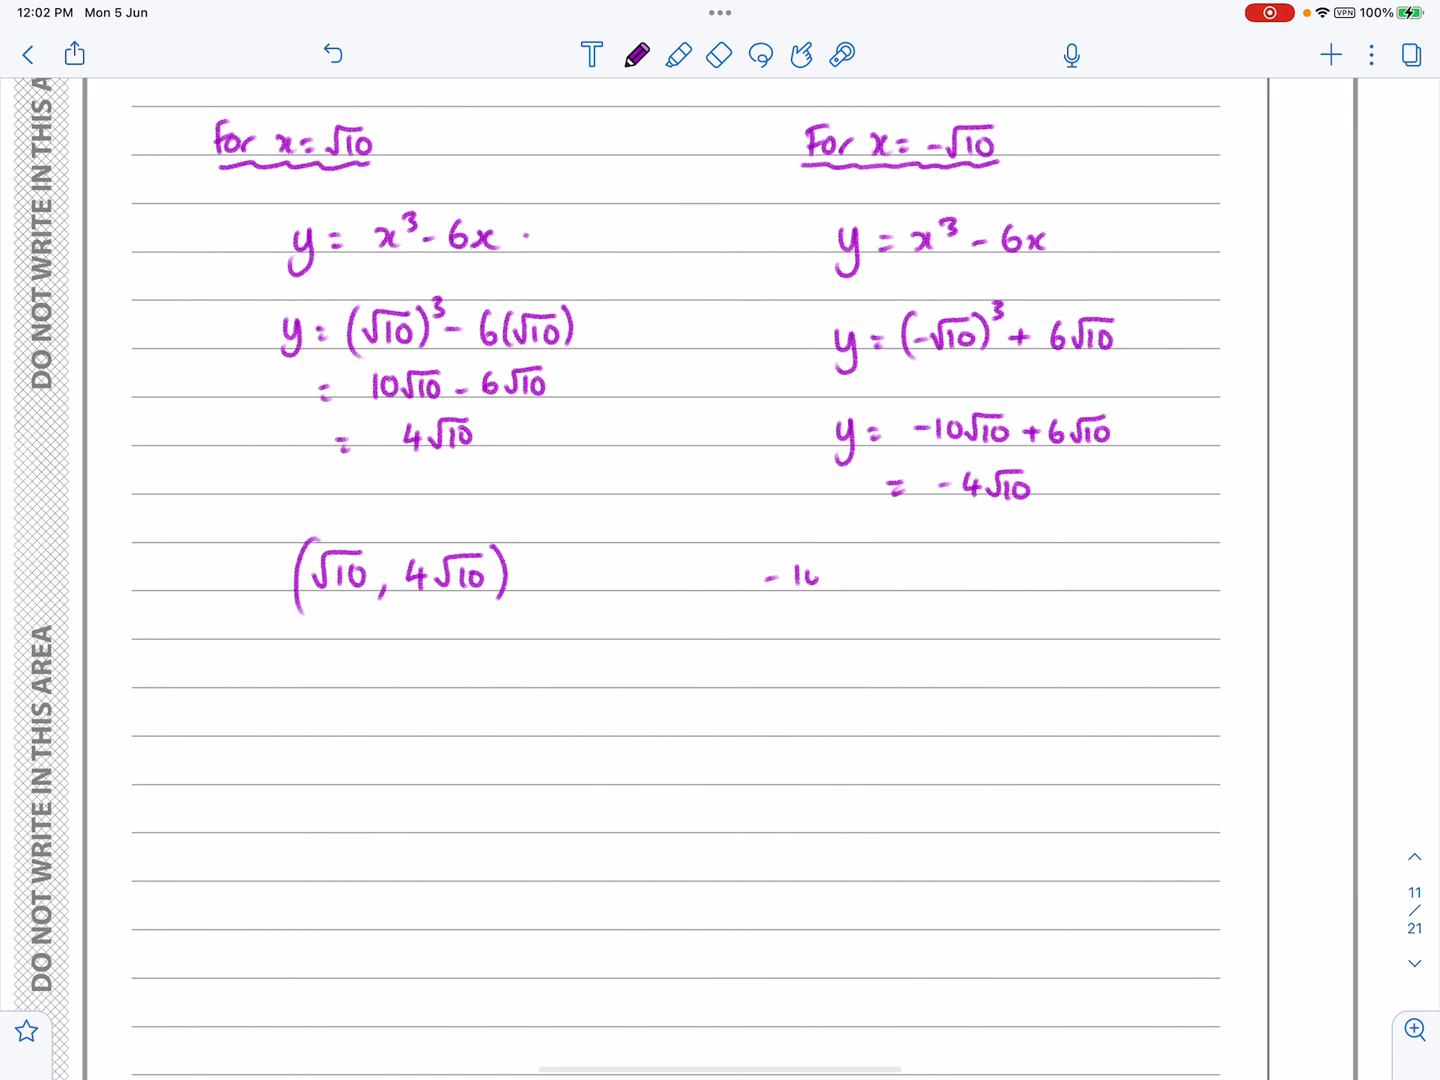 12:02 PM Mon 5 Jun
VPN 100%
DO NOT WRITE IN THIS A
For x = √10
For x = -√10
y = x³ - 6x
y = x³ - 6x
y = (√10)³ - 6(√10)
y = (-√10)³ + 6√10
= 10√10 - 6√10
y = -10√10 + 6√10
= 4√10
= -4√10
(√10, 4√10)
DO NOT WRITE IN THIS AREA
11
/
21